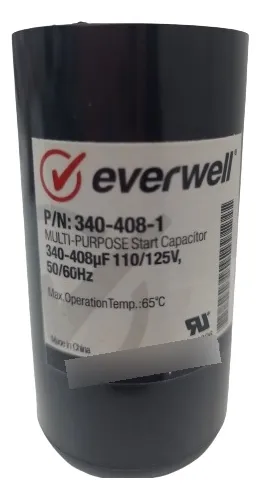 everwell®
P/N: 340-408-1
MULTI-PURPOSE Start Capacitor
340-408µF 110/125V,
50/60Hz
Max.Operation Temp.:65°C
Made in China